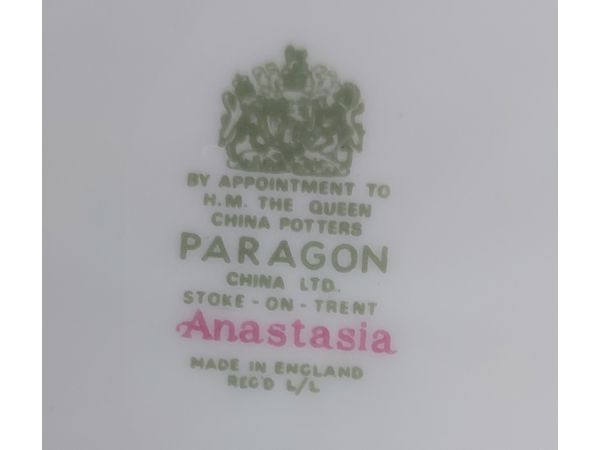 BY APPOINTMENT TO
H.M. THE QUEEN
CHINA POTTERS
PARAGON
CHINA LTD.
STOKE-ON-TRENT
Anastasia
MADE IN ENGLAND
REG'D L/L